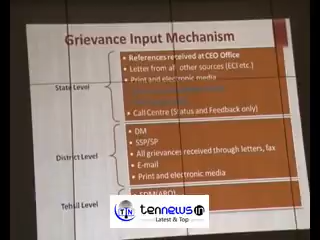 Grievance Input Mechanism
References received at CEO Office
Letter from all other sources (ECI etc.)
Print and electronic media
State Level
Call Centre (Status and Feedback only)
DM
SSP/SP
All grievances received through letters, fax
District Level
E-mail
Print and electronic media
Tehsil Level
TN
tennews.in
Latest & Top